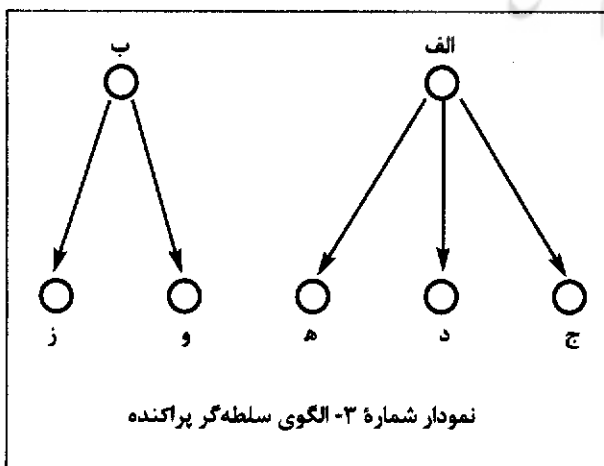 الف ب
ج د ه و ز
نمودار شمارهٔ ۳- الگوی سلطه‌گر پراکنده